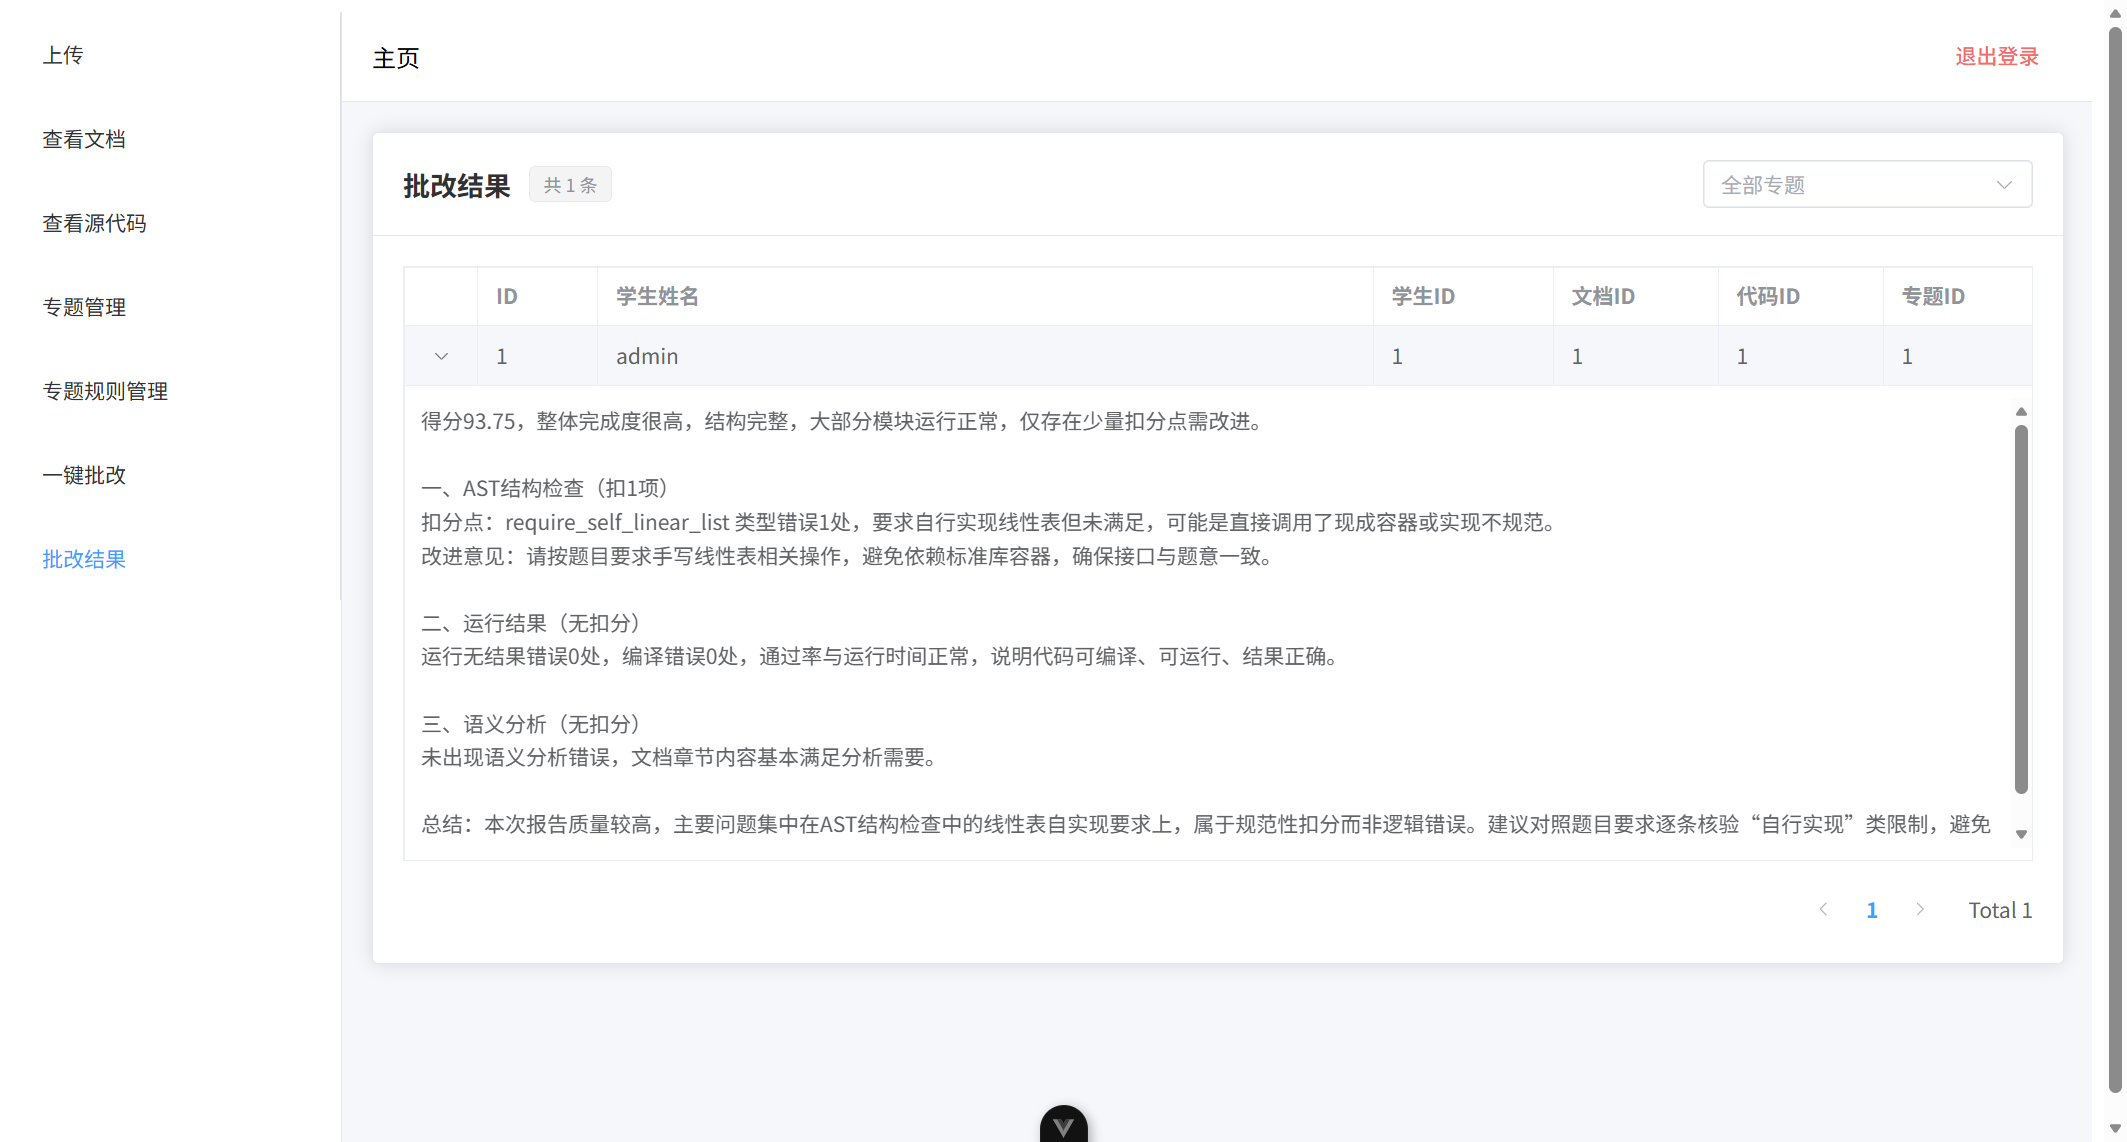 上传
查看文档
查看源代码
专题管理
专题规则管理
一键批改
批改结果
主页
退出登录
批改结果
共 1 条
全部专题
ID 学生姓名 学生ID 文档ID 代码ID 专题ID
1 admin 1 1 1 1
得分93.75，整体完成度很高，结构完整，大部分模块运行正常，仅存在少量扣分点需改进。
一、AST结构检查（扣1项）
扣分点：require_self_linear_list 类型错误1处，要求自行实现线性表但未满足，可能是直接调用了现成容器或实现不规范。
改进意见：请按题目要求手写线性表相关操作，避免依赖标准库容器，确保接口与题意一致。
二、运行结果（无扣分）
运行无结果错误0处，编译错误0处，通过率与运行时间正常，说明代码可编译、可运行、结果正确。
三、语义分析（无扣分）
未出现语义分析错误，文档章节内容基本满足分析需要。
总结：本次报告质量较高，主要问题集中在AST结构检查中的线性表自实现要求上，属于规范性扣分而非逻辑错误。建议对照题目要求逐条核验“自行实现”类限制，避免
1
Total 1